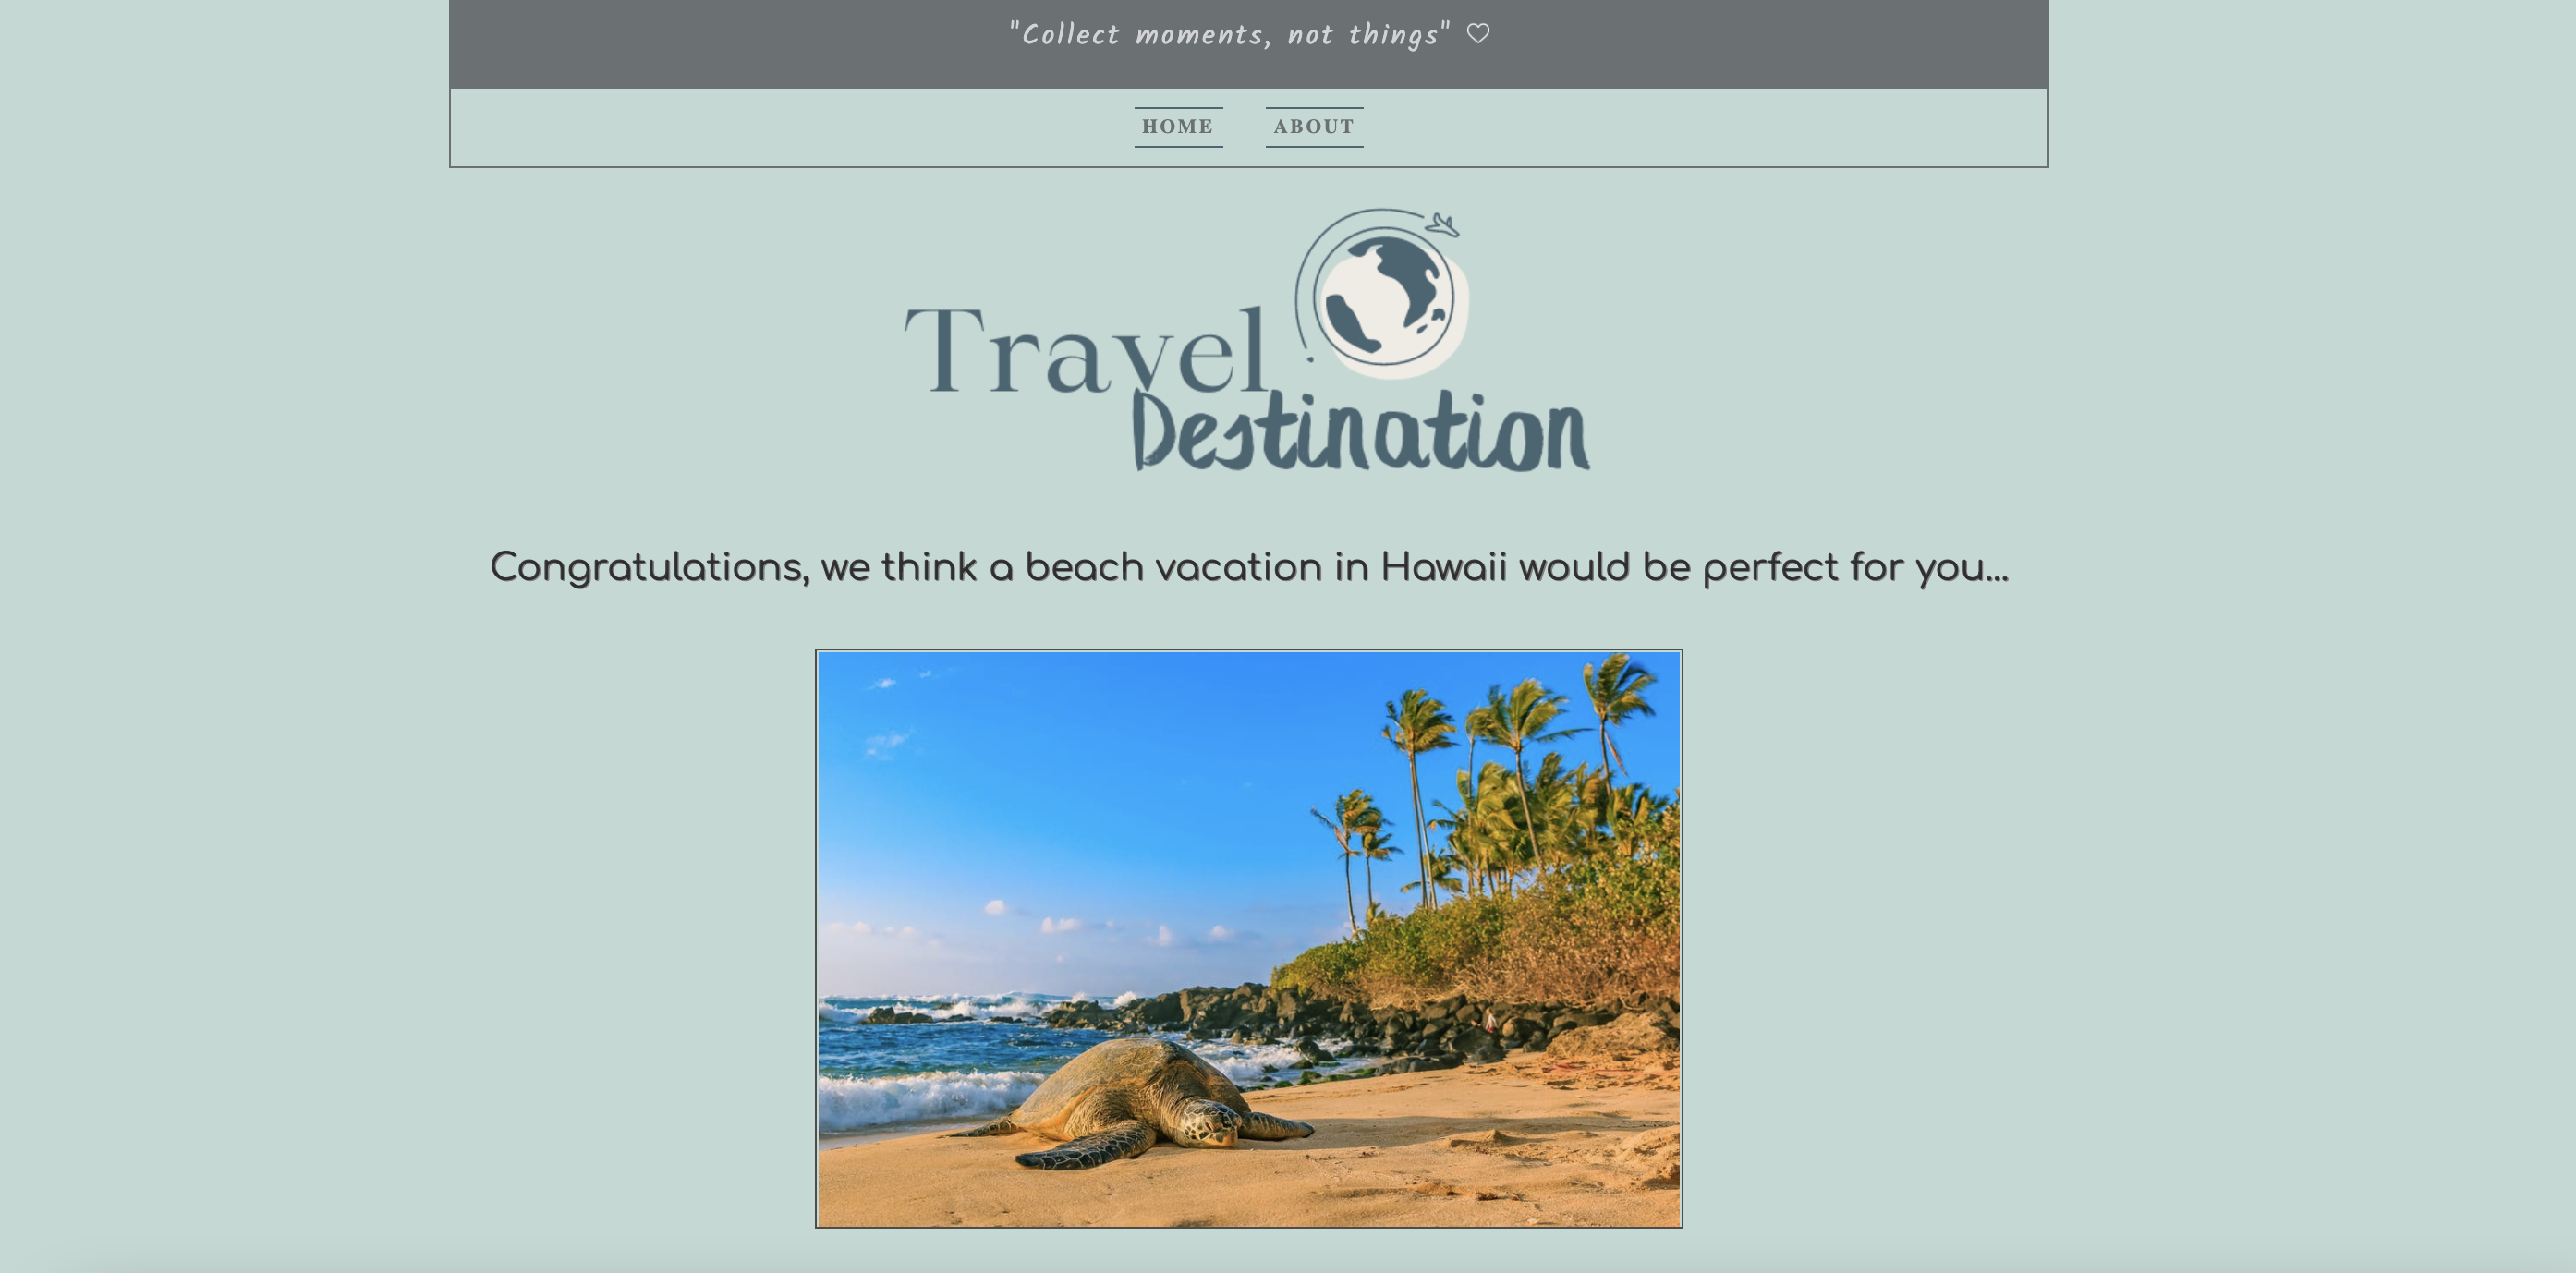 "Collect moments, not things" ♡
HOME ABOUT
Travel
Destination
Congratulations, we think a beach vacation in Hawaii would be perfect for you...